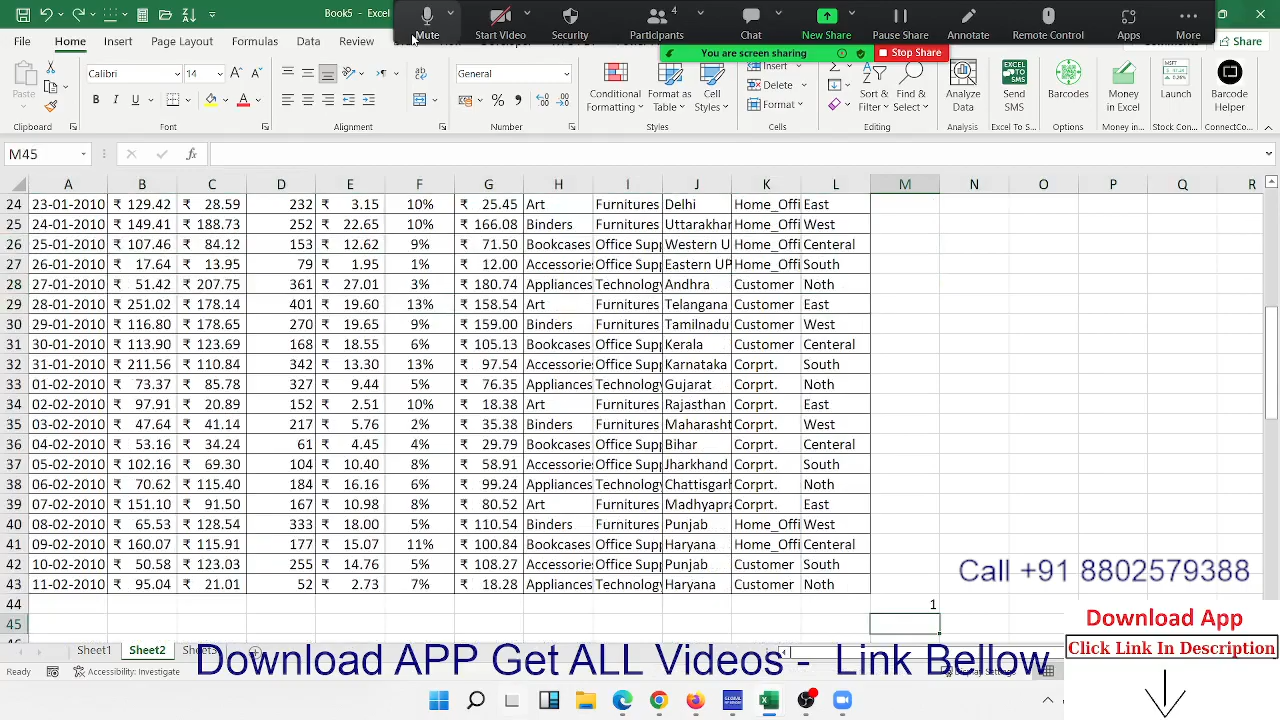 Book5 - Excel
Mute Start Video Security Participants 4 Chat New Share Pause Share Annotate Remote Control Apps More
You are screen sharing Stop Share
File Home Insert Page Layout Data Review View Share
Calibri 14 General Insert
Paste B I U Conditional Formatting Format as Table Cell Styles Delete Format Sort & Filter Find & Select Analyze Data Send SMS Barcodes Money in Excel Launch Barcode Helper
Clipboard Font Alignment Number Styles Cells Editing Analysis Excel To S... Options Money in... Stock Con... ConnectCo...
M45 fx
A B C D E F G H I J K L M N O P Q R
24 23-01-2010 ₹ 129.42 ₹ 28.59 232 ₹ 3.15 10% ₹ 25.45 Art Furnitures Delhi Home_Offi East
25 24-01-2010 ₹ 149.41 ₹ 188.73 252 ₹ 22.65 10% ₹ 166.08 Binders Furnitures Uttarakhan Home_Offi West
26 25-01-2010 ₹ 107.46 ₹ 84.12 153 ₹ 12.62 9% ₹ 71.50 Bookcases Office Supp Western U Home_Offi Centeral
27 26-01-2010 ₹ 17.64 ₹ 13.95 79 ₹ 1.95 1% ₹ 12.00 Accessorie Office Supp Eastern UP Home_Offi South
28 27-01-2010 ₹ 51.42 ₹ 207.75 361 ₹ 27.01 3% ₹ 180.74 Appliances Technology Andhra Customer Noth
29 28-01-2010 ₹ 251.02 ₹ 178.14 401 ₹ 19.60 13% ₹ 158.54 Art Furnitures Telangana Customer East
30 29-01-2010 ₹ 116.80 ₹ 178.65 270 ₹ 19.65 9% ₹ 159.00 Binders Furnitures Tamilnadu Customer West
31 30-01-2010 ₹ 113.90 ₹ 123.69 168 ₹ 18.55 6% ₹ 105.13 Bookcases Office Supp Kerala Customer Centeral
32 31-01-2010 ₹ 211.56 ₹ 110.84 342 ₹ 13.30 13% ₹ 97.54 Accessorie Office Supp Karnataka Corprt. South
33 01-02-2010 ₹ 73.37 ₹ 85.78 327 ₹ 9.44 5% ₹ 76.35 Appliances Technology Gujarat Corprt. Noth
34 02-02-2010 ₹ 97.91 ₹ 20.89 152 ₹ 2.51 10% ₹ 18.38 Art Furnitures Rajasthan Corprt. East
35 03-02-2010 ₹ 47.64 ₹ 41.14 217 ₹ 5.76 2% ₹ 35.38 Binders Furnitures Maharasht Corprt. West
36 04-02-2010 ₹ 53.16 ₹ 34.24 61 ₹ 4.45 4% ₹ 29.79 Bookcases Office Supp Bihar Corprt. Centeral
37 05-02-2010 ₹ 102.16 ₹ 69.30 104 ₹ 10.40 8% ₹ 58.91 Accessorie Office Supp Jharkhand Corprt. South
38 06-02-2010 ₹ 70.62 ₹ 115.40 184 ₹ 16.16 6% ₹ 99.24 Appliances Technology Chattisgarh Corprt. Noth
39 07-02-2010 ₹ 151.10 ₹ 91.50 167 ₹ 10.98 8% ₹ 80.52 Art Furnitures Madhyapra Corprt. East
40 08-02-2010 ₹ 65.53 ₹ 128.54 333 ₹ 18.00 5% ₹ 110.54 Binders Furnitures Punjab Home_Offi West
41 09-02-2010 ₹ 160.07 ₹ 115.91 177 ₹ 15.07 11% ₹ 100.84 Bookcases Office Supp Haryana Home_Offi Centeral
42 10-02-2010 ₹ 50.58 ₹ 123.03 255 ₹ 14.76 5% ₹ 108.27 Accessorie Office Supp Punjab Customer South
43 11-02-2010 ₹ 95.04 ₹ 21.01 52 ₹ 2.73 7% ₹ 18.28 Appliances Technology Haryana Customer Noth
Call +91 8802579388
44 1
45
Download App
Click Link In Description
Sheet1 Sheet2 Sheet3
Download APP Get ALL Videos - Link Bellow
Ready Accessibility: Investigate